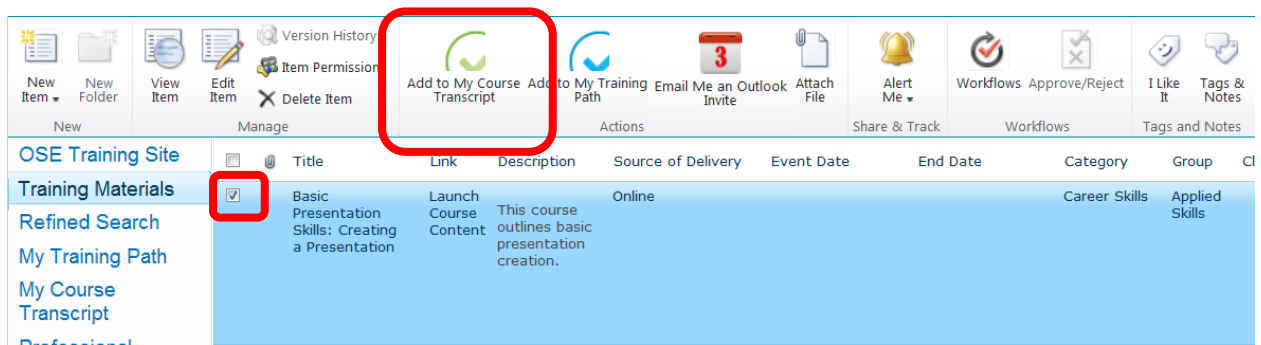 New Item
New Folder
View Item
Edit Item
Version History
Item Permission
Delete Item
Add to My Course Transcript
Add to My Training Path
3
Email Me an Outlook Invite
Attach File
Alert Me
Workflows
Approve/Reject
I Like It
Tags & Notes
New
Manage
Actions
Share & Track
Workflows
Tags and Notes
OSE Training Site
Training Materials
Refined Search
My Training Path
My Course
Transcript
Professional
Title
Link
Description
Source of Delivery
Event Date
End Date
Category
Group
Basic
Presentation
Skills: Creating
a Presentation
Launch
Course
Content
This course
outlines basic
presentation
creation.
Online
Career Skills
Applied
Skills